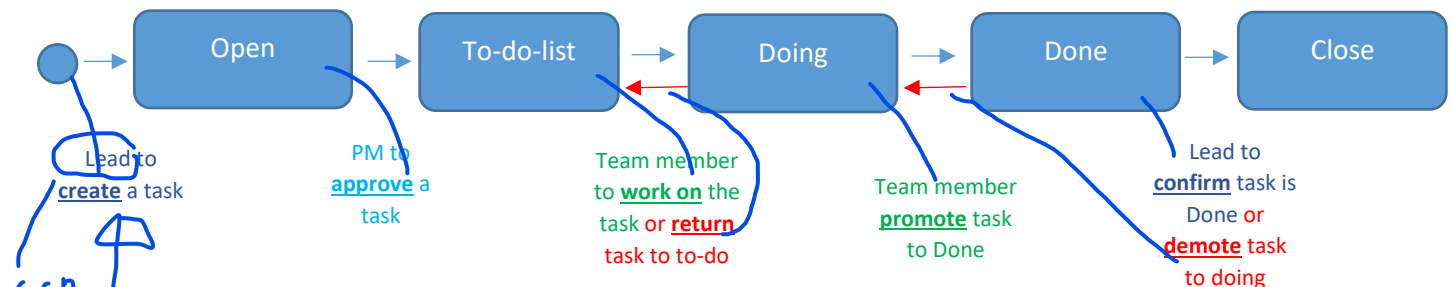 Open
To-do-list
Doing
Done
Close
Lead to
create a task
PM to
approve a
task
Team member
to work on the
task or return
task to to-do
Team member
promote task
to Done
Lead to
confirm task is
Done or
demote task
to doing